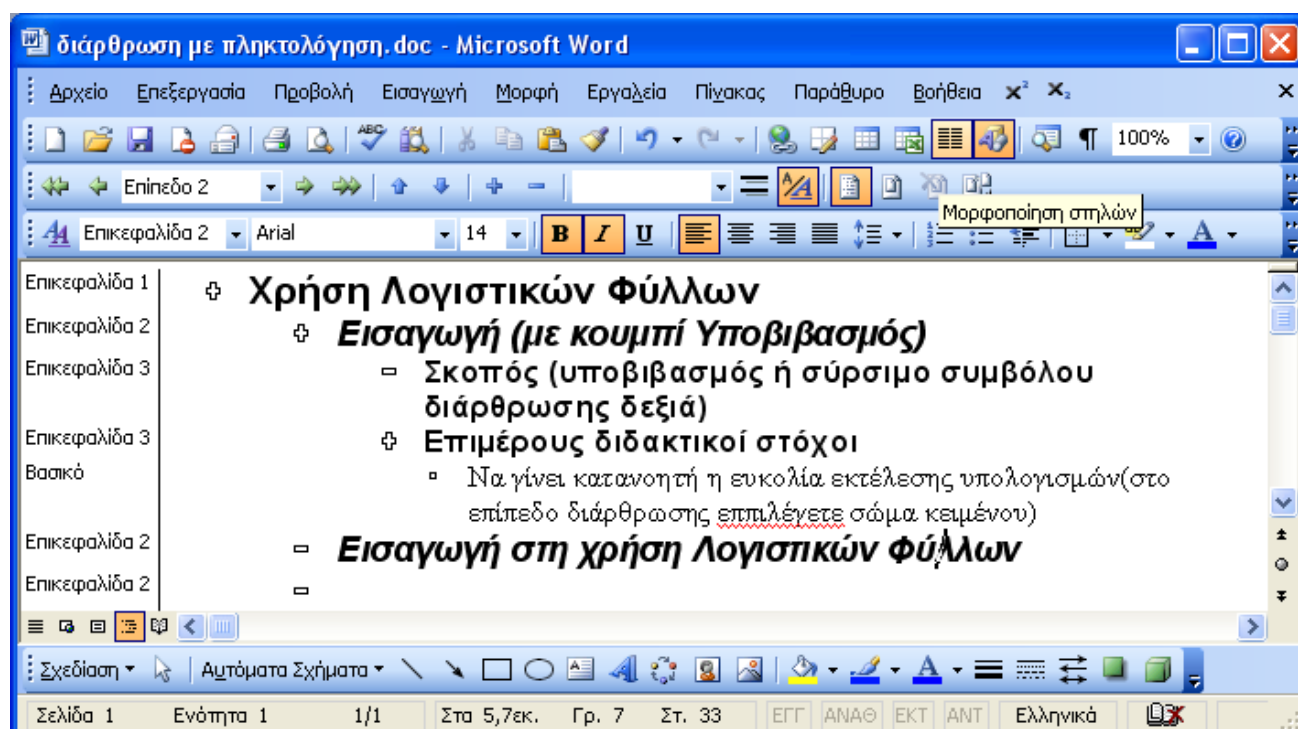 διάρθρωση με πληκτολόγηση.doc - Microsoft Word
Αρχείο Επεξεργασία Προβολή Εισαγωγή Μορφή Εργαλεία Πίνακας Παράθυρο Βοήθεια x² x₂
100%
Επίπεδο 2
Μορφοποίηση στηλών
Επικεφαλίδα 2 Arial 14 B I U
Επικεφαλίδα 1 Χρήση Λογιστικών Φύλλων
Επικεφαλίδα 2 Εισαγωγή (με κουμπί Υποβιβασμός)
Επικεφαλίδα 3 Σκοπός (υποβιβασμός ή σύρσιμο συμβόλου
διάρθρωσης δεξιά)
Επικεφαλίδα 3 Επιμέρους διδακτικοί στόχοι
Βασικό Να γίνει κατανοητή η ευκολία εκτέλεσης υπολογισμών(στο
επίπεδο διάρθρωσης εππιλέγετε σώμα κειμένου)
Επικεφαλίδα 2 Εισαγωγή στη χρήση Λογιστικών Φύλλων
Επικεφαλίδα 2
Σχεδίαση Αυτόματα Σχήματα
Σελίδα 1 Ενότητα 1 1/1 Στα 5,7εκ. Γρ. 7 Στ. 33 ΕΓΓ ΑΝΑΘ ΕΚΤ ΑΝΤ Ελληνικά